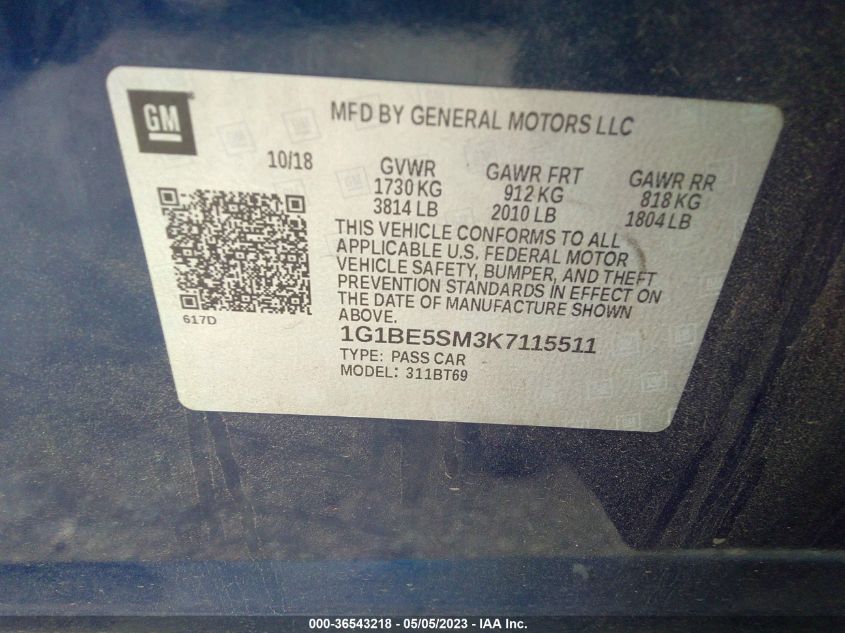 GM
MFD BY GENERAL MOTORS LLC
10/18
GVWR
1730 KG
3814 LB
GAWR FRT
912 KG
2010 LB
GAWR RR
818 KG
1804 LB
THIS VEHICLE CONFORMS TO ALL
APPLICABLE U.S. FEDERAL MOTOR
VEHICLE SAFETY, BUMPER, AND THEFT
PREVENTION STANDARDS IN EFFECT ON
THE DATE OF MANUFACTURE SHOWN
ABOVE.
617D
1G1BE5SM3K7115511
TYPE: PASS CAR
MODEL: 311BT69
000-36543218 - 05/05/2023 - IAA Inc.